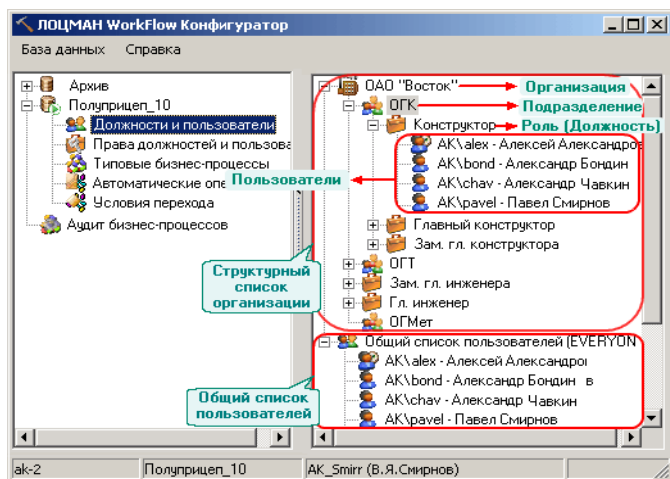 ЛОЦМАН WorkFlow Конфигуратор
База данных Справка
Архив
Полуприцеп_10
Должности и пользователи
Права должностей и пользова
Типовые бизнес-процессы
Автоматические опе
Условия перехода
Аудит бизнес-процессов
ОАО "Восток" Организация
ОГК Подразделение
Конструктор Роль (Должность)
Пользователи
AK\alex - Алексей Александров
AK\bond - Александр Бондин
AK\chav - Александр Чавкин
AK\pavel - Павел Смирнов
Главный конструктор
Зам. гл. конструктора
ОГТ
Зам. гл. инженера
Гл. инженер
ОГМет
Структурный
список
организации
Общий список пользователей (EVERYON
AK\alex - Алексей Александро
AK\bond - Александр Бондин в
AK\chav - Александр Чавкин
AK\pavel - Павел Смирнов
Общий список
пользователей
ak-2 Полуприцеп_10 AK_Smirr (В.Я.Смирнов)